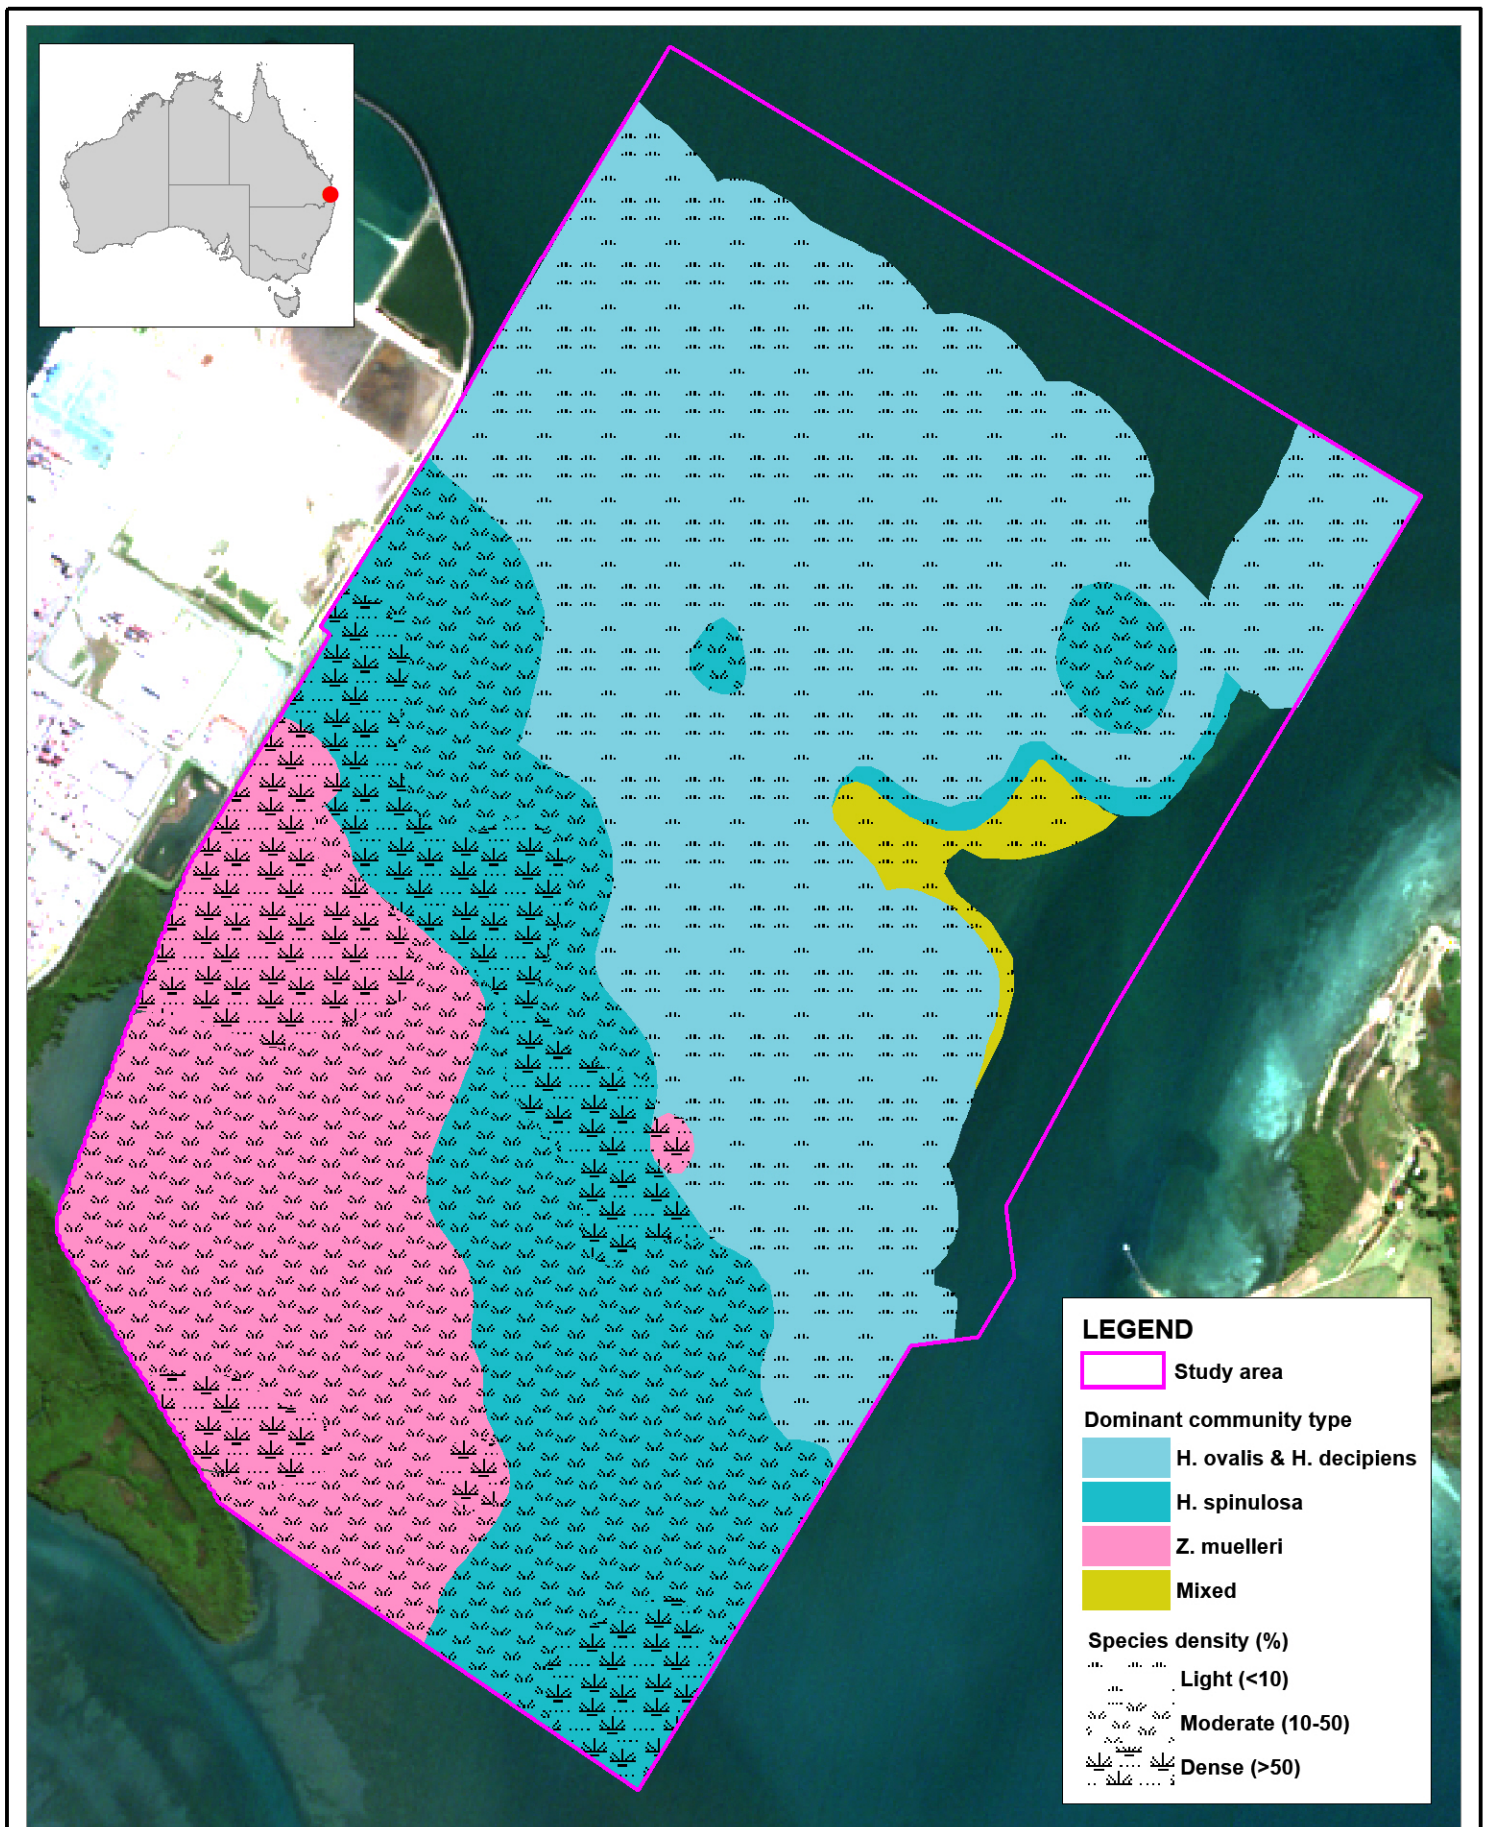 LEGEND
Study area
Dominant community type
H. ovalis & H. decipiens
H. spinulosa
Z. muelleri
Mixed
Species density (%)
Light (<10)
Moderate (10-50)
Dense (>50)